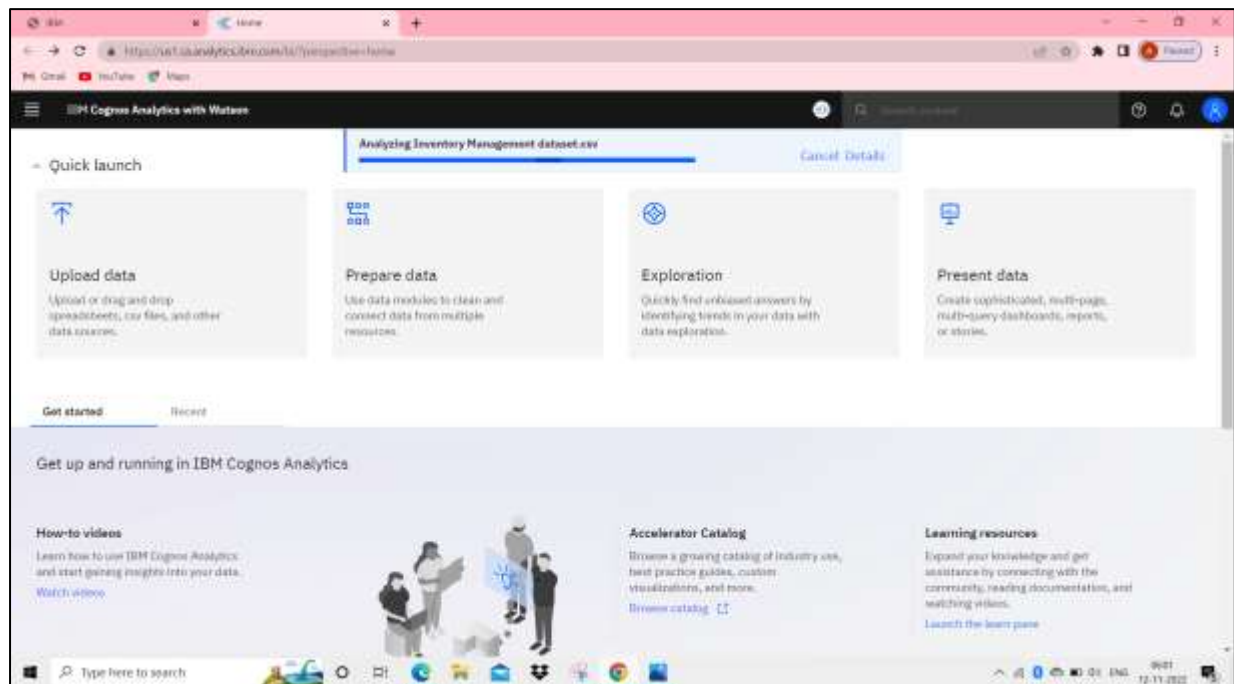 Home
Paused
Gmail YouTube Maps
IBM Cognos Analytics with Watson
Analyzing Inventory Management dataset.csv
Cancel Details
Quick launch
Upload data
Upload or drag and drop
spreadsheets, csv files, and other
data sources.
Prepare data
Use data modules to clean and
connect data from multiple
resources.
Exploration
Quickly find unbiased answers by
identifying trends in your data with
data exploration.
Present data
Create sophisticated, multi-page,
multi-query dashboards, reports,
or stories.
Get started Recent
Get up and running in IBM Cognos Analytics
How-to videos
Learn how to use IBM Cognos Analytics
and start gaining insights into your data.
Watch videos
Accelerator Catalog
Browse a growing catalog of industry use,
best practice guides, custom
visualizations, and more.
Browse catalog
Learning resources
Expand your knowledge and get
assistance by connecting with the
community, reading documentation, and
watching videos.
Launch the learn pane
Type here to search
ENG
12-11-2022